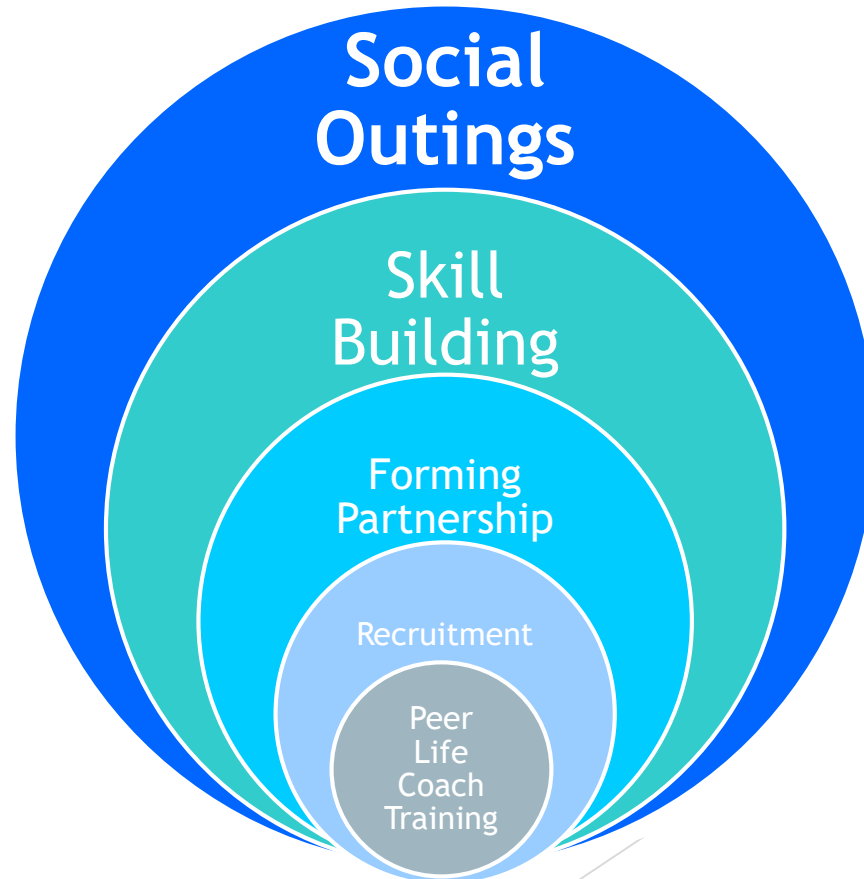 Social
Outings
Skill
Building
Forming
Partnership
Recruitment
Peer
Life
Coach
Training